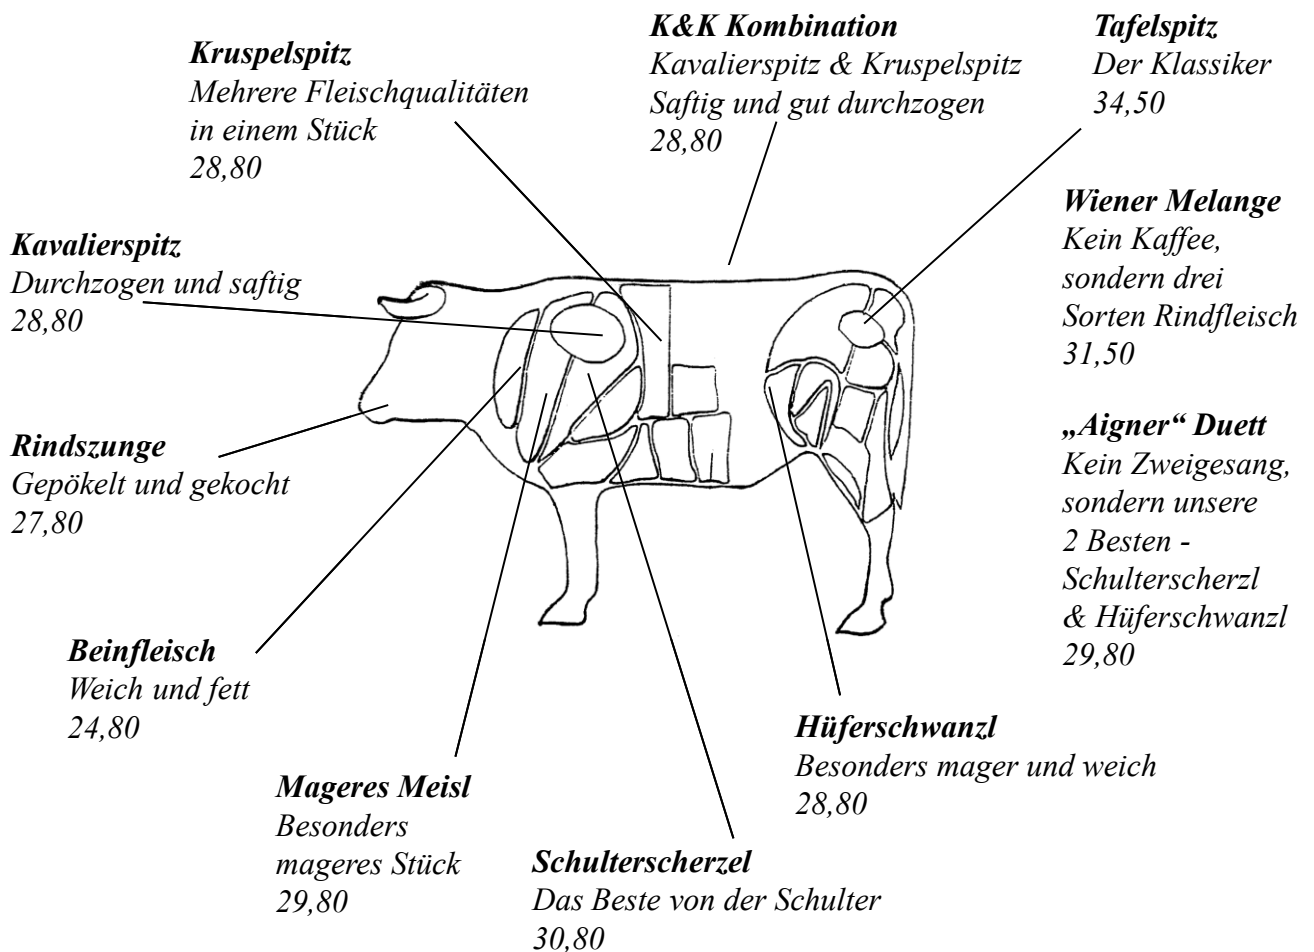 Kruspelspitz
Mehrere Fleischqualitäten
in einem Stück
28,80
K&K Kombination
Kavalierspitz & Kruspelspitz
Saftig und gut durchzogen
28,80
Tafelspitz
Der Klassiker
34,50
Kavalierspitz
Durchzogen und saftig
28,80
Wiener Melange
Kein Kaffee,
sondern drei
Sorten Rindfleisch
31,50
Rindszunge
Gepökelt und gekocht
27,80
„Aigner“ Duett
Kein Zweigesang,
sondern unsere
2 Besten -
Schulterscherzl
& Hüferschwanzl
29,80
Beinfleisch
Weich und fett
24,80
Mageres Meisl
Besonders
mageres Stück
29,80
Schulterscherzel
Das Beste von der Schulter
30,80
Hüferschwanzl
Besonders mager und weich
28,80